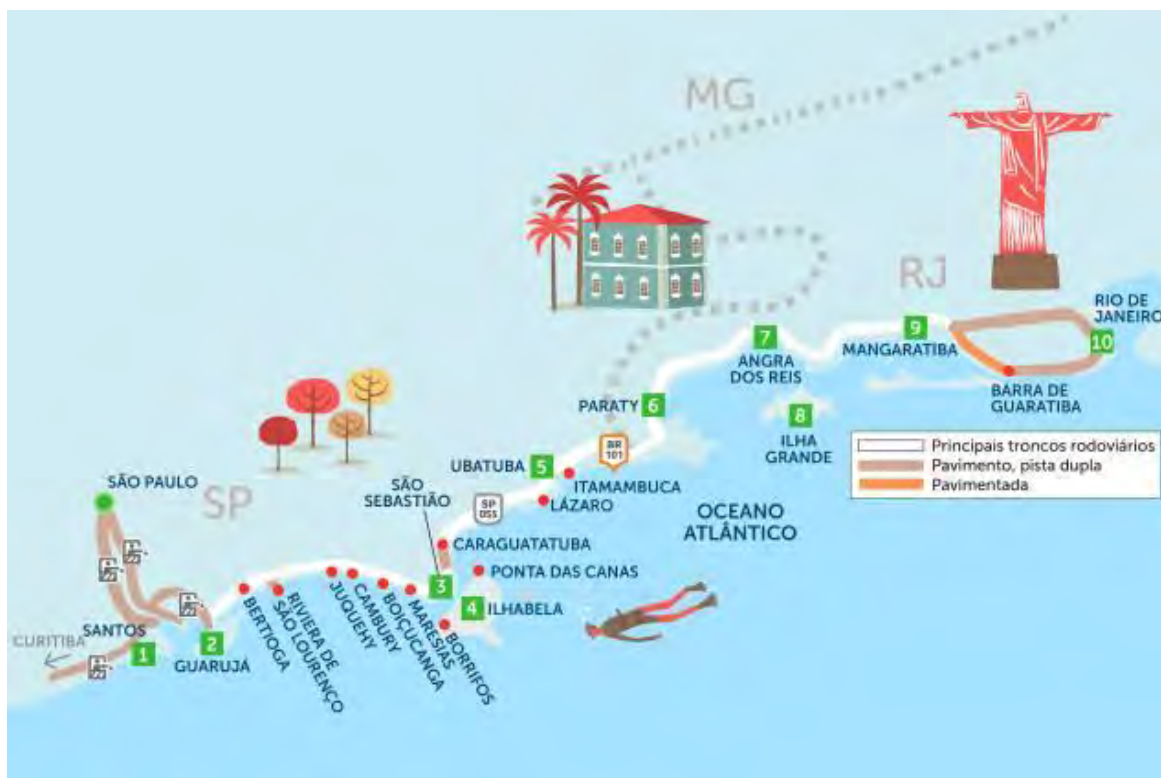 MG
RJ
RIO DE
JANEIRO
10
7
ANGRA
DOS REIS
9
MANGARATIBA
BARRA DE
GUARATIBA
PARATY
6
8
ILHA
GRANDE
Principais troncos rodoviários
Pavimento, pista dupla
Pavimentada
BR
101
UBATUBA
5
ITAMAMBUCA
LÁZARO
SÃO PAULO
SP
SÃO
SEBASTIÃO
SP
055
OCEANO
ATLÂNTICO
CARAGUATATUBA
PONTA DAS CANAS
3
4
ILHABELA
SANTOS
1
CURITIBA
2
GUARUJÁ
BERTIOGA
RIVIERA DE
SÃO LOURENÇO
JUQUEHY
CAMBURY
BOIÇUCANGA
MARESIAS
BORRIFOS